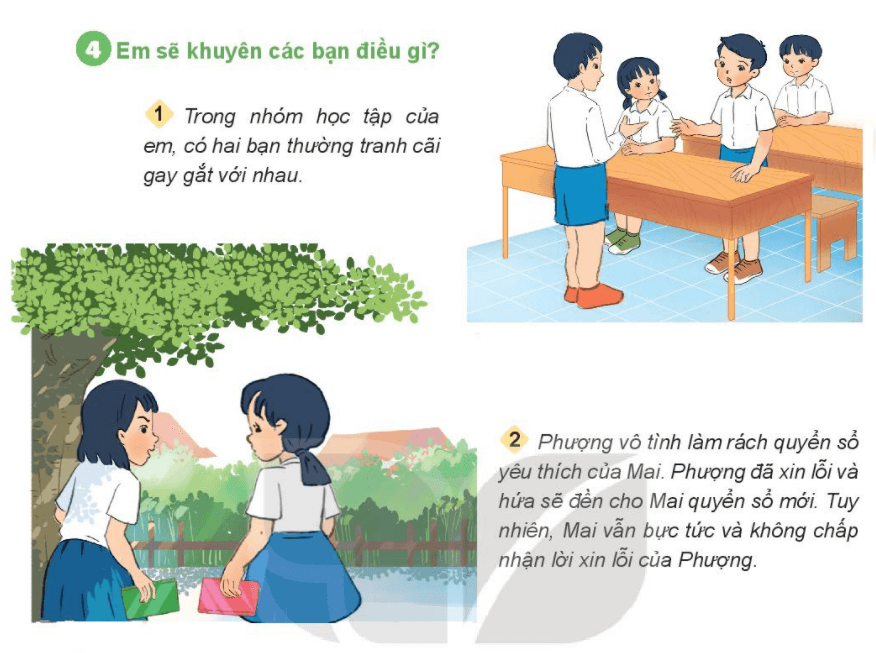 4 Em sẽ khuyên các bạn điều gì?
1 Trong nhóm học tập của
em, có hai bạn thường tranh cãi
gay gắt với nhau.
2 Phượng vô tình làm rách quyển sổ
yêu thích của Mai. Phượng đã xin lỗi và
hứa sẽ đền cho Mai quyển sổ mới. Tuy
nhiên, Mai vẫn bực tức và không chấp
nhận lời xin lỗi của Phượng.